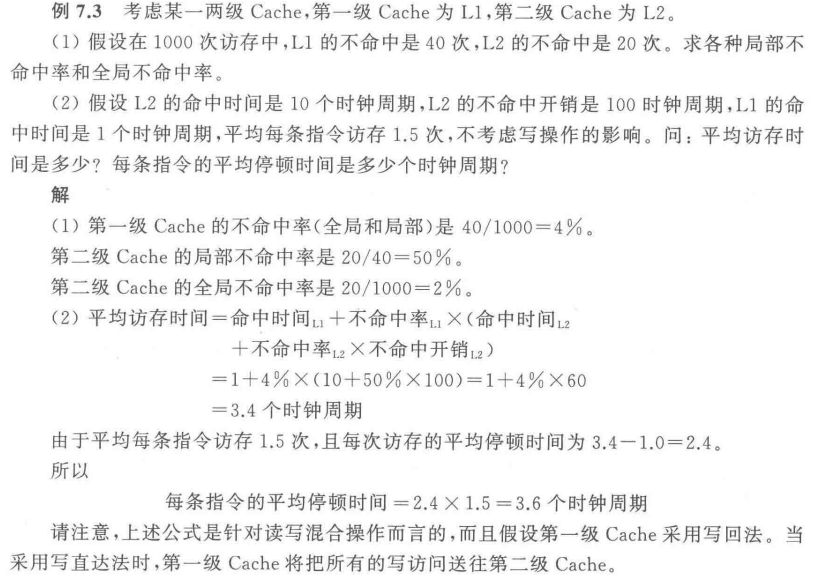 例 7.3 考虑某一两级 Cache,第一级 Cache 为 L1,第二级 Cache 为 L2。
(1) 假设在 1000 次访存中,L1 的不命中是 40 次,L2 的不命中是 20 次。求各种局部不
命中率和全局不命中率。
(2) 假设 L2 的命中时间是 10 个时钟周期,L2 的不命中开销是 100 时钟周期,L1 的命
中时间是 1 个时钟周期,平均每条指令访存 1.5 次,不考虑写操作的影响。问:平均访存时
间是多少?每条指令的平均停顿时间是多少个时钟周期?
解
(1) 第一级 Cache 的不命中率(全局和局部)是 40/1000=4%。
第二级 Cache 的局部不命中率是 20/40=50%。
第二级 Cache 的全局不命中率是 20/1000=2%。
(2) 平均访存时间=命中时间L1+不命中率L1×(命中时间L2
+不命中率L2×不命中开销L2)
=1+4%×(10+50%×100)=1+4%×60
=3.4 个时钟周期
由于平均每条指令访存 1.5 次,且每次访存的平均停顿时间为 3.4-1.0=2.4。
所以
每条指令的平均停顿时间=2.4×1.5=3.6 个时钟周期
请注意,上述公式是针对读写混合操作而言的,而且假设第一级 Cache 采用写回法。当
采用写直达法时,第一级 Cache 将把所有的写访问送往第二级 Cache。